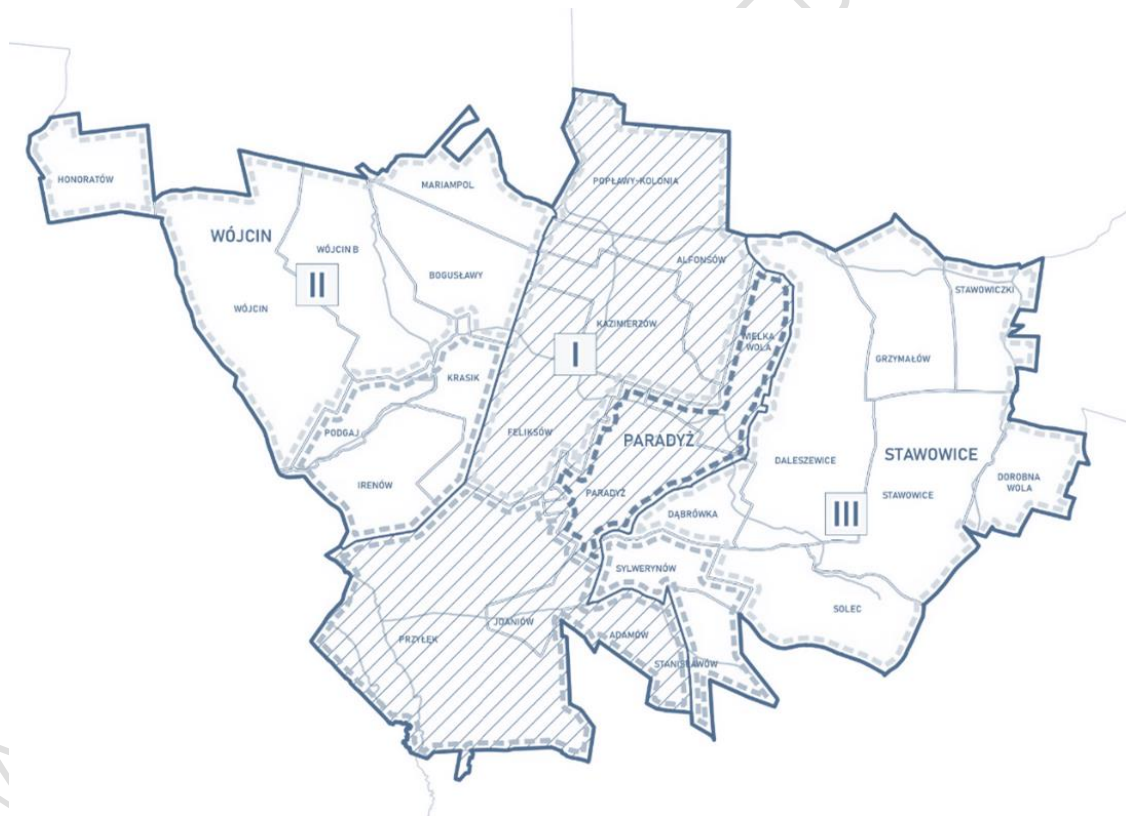 HONORATÓW
WÓJCIN
WÓJCIN B
II
WÓJCIN
MARIAMPOL
BOGUSŁAWY
KRASIK
PODGAJ
IRENÓW
POPŁAWY-KOLONIA
ALFONSÓW
KAZIMIERZÓW
I
WIELKA
WOLA
FELIKSÓW
PARADYŻ
PARADYŻ
STAWOWICZKI
GRZYMAŁÓW
STAWOWICE
DALESZEWICE
STAWOWICE
DOROBNA
WOLA
III
DĄBRÓWKA
SYLWERYNÓW
SOLEC
PRZYŁĘK
JOANIÓW
ADAMÓW
STANISŁAWÓW